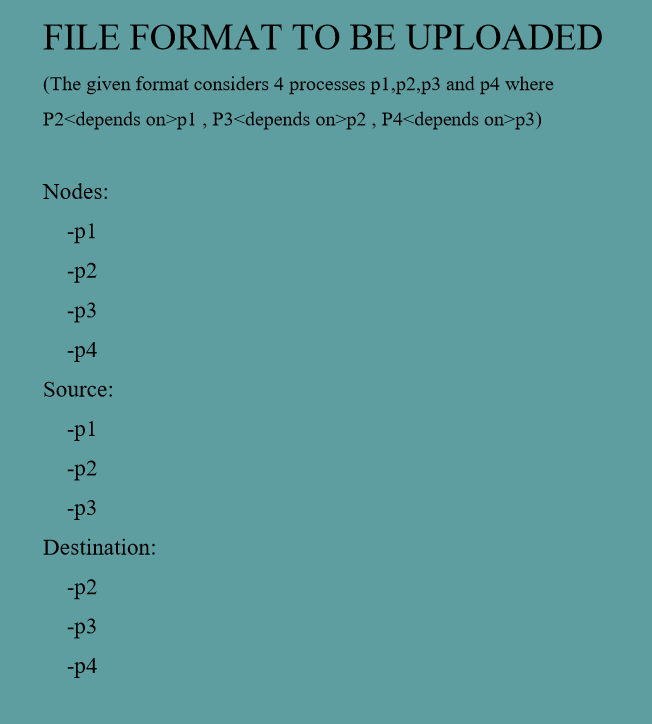 FILE FORMAT TO BE UPLOADED
(The given format considers 4 processes p1,p2,p3 and p4 where
P2<depends on>p1 , P3<depends on>p2 , P4<depends on>p3)
Nodes:
-p1
-p2
-p3
-p4
Source:
-p1
-p2
-p3
Destination:
-p2
-p3
-p4